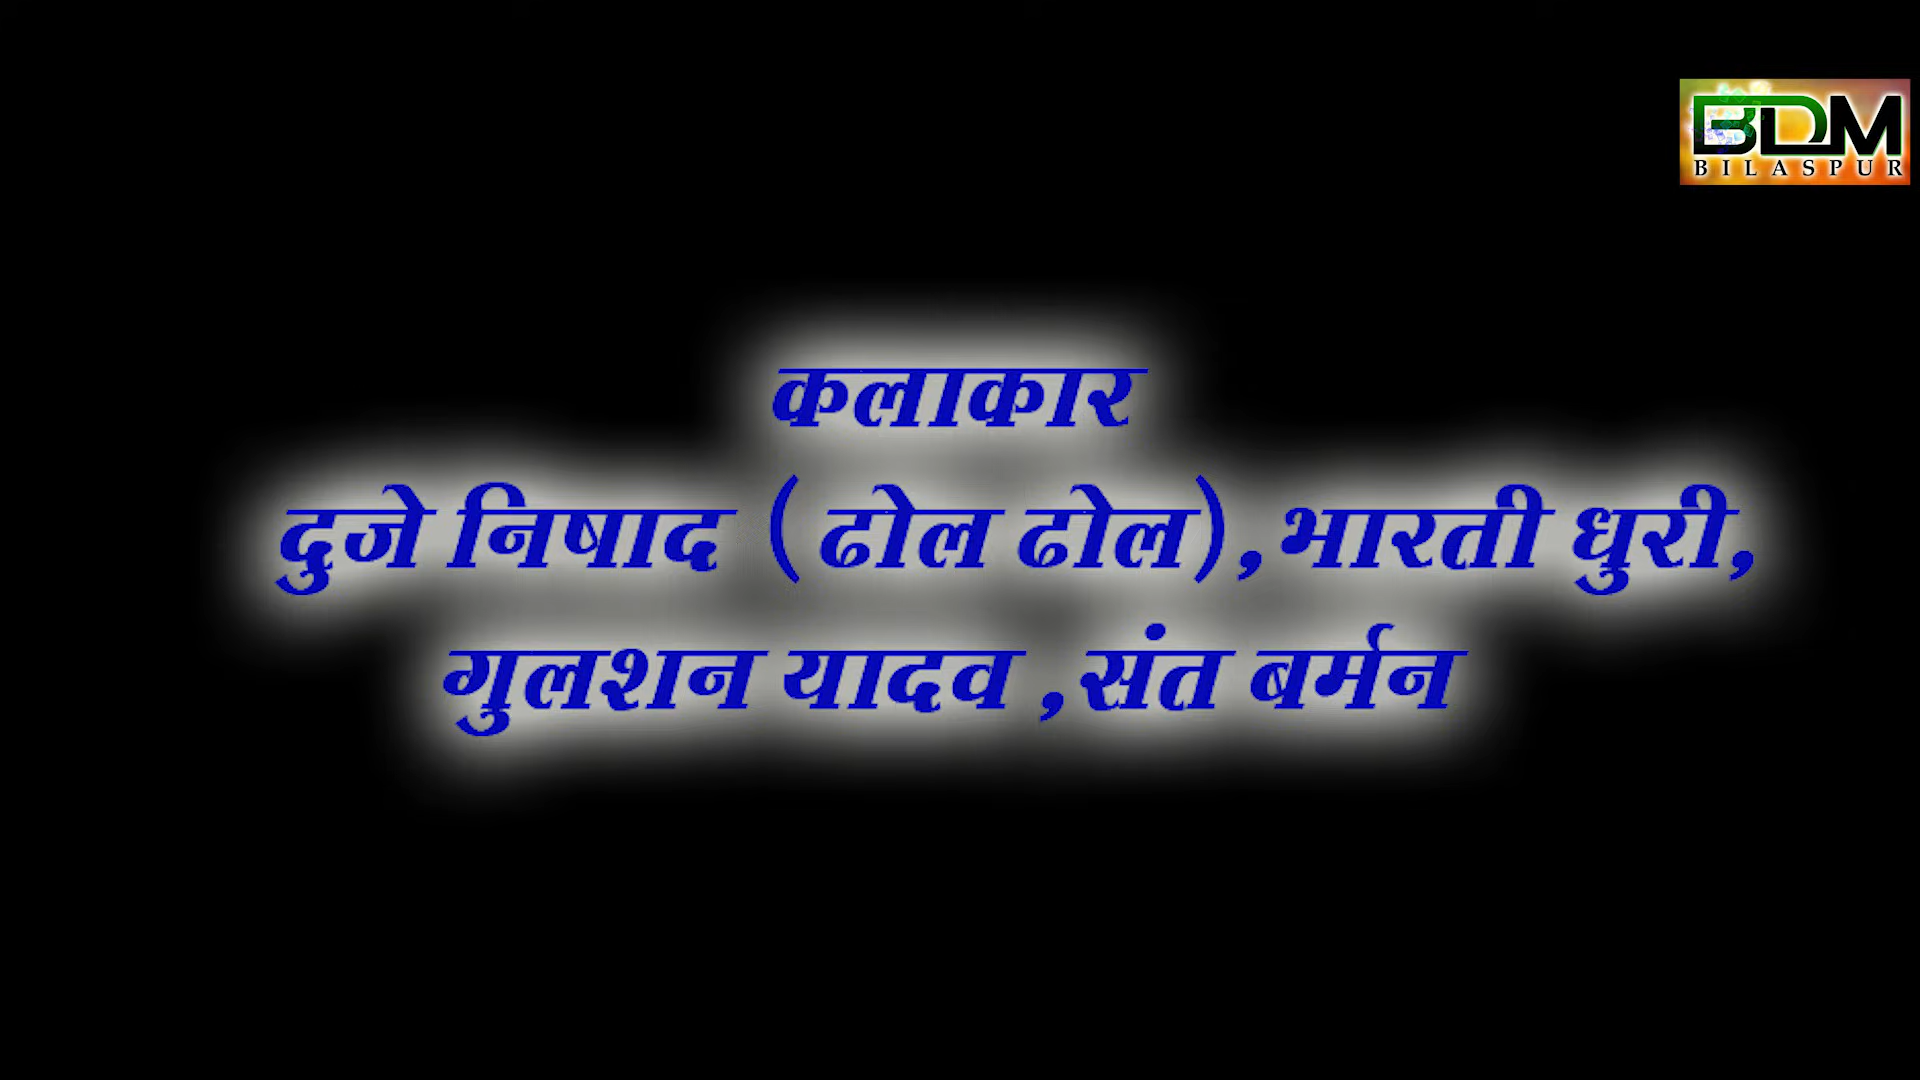 BDM
BILASPUR
कलाकार
दुजे निषाद ( ढोल ढोल),भारती धुरी,
गुलशन यादव ,संत बर्मन